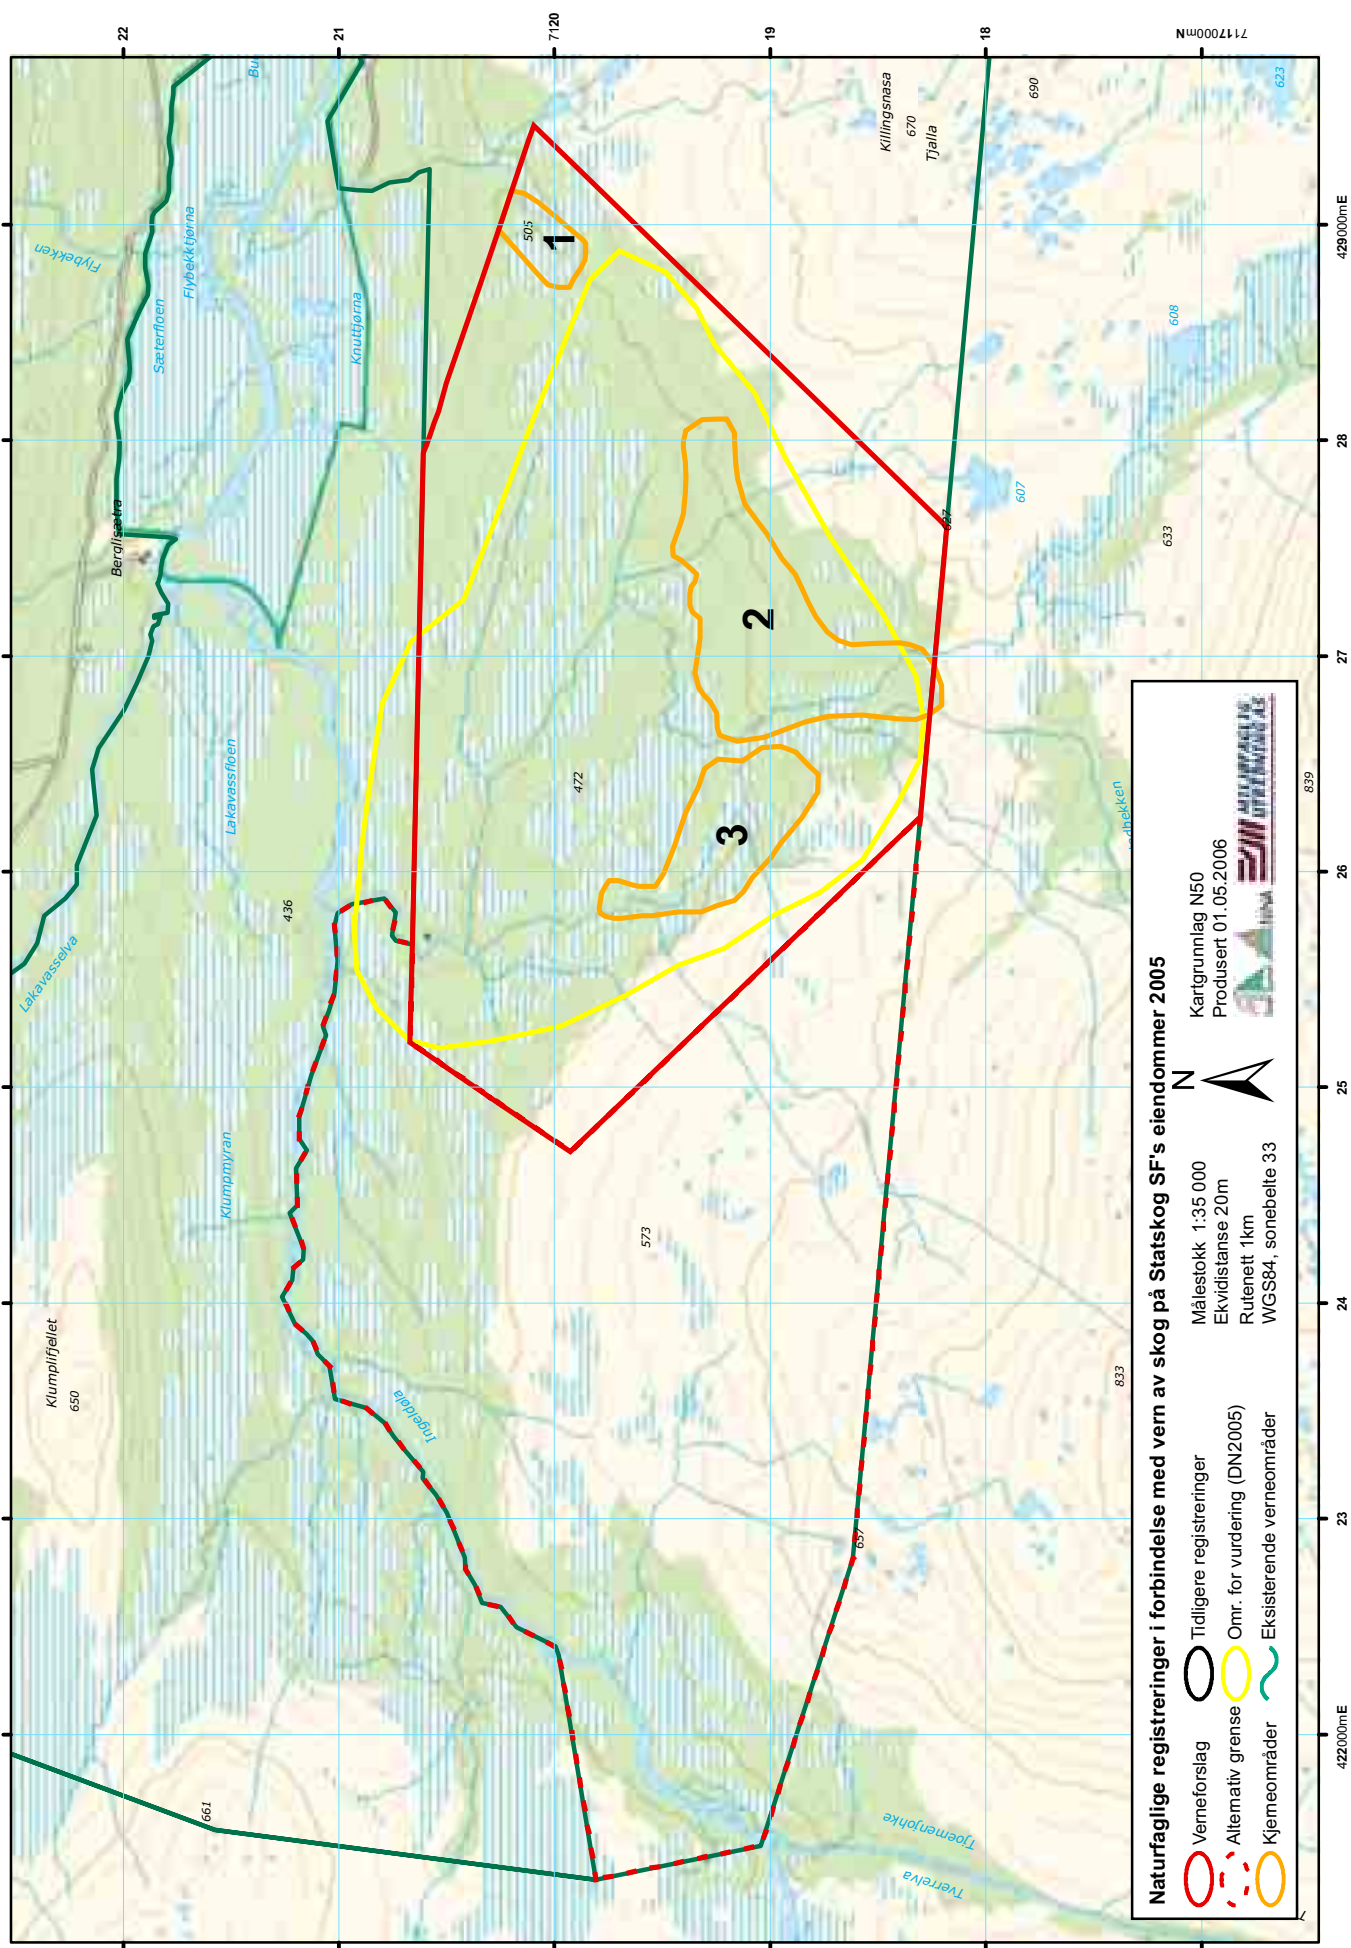 22
21
7120
19
18
7117000mN
4222000mE
23
24
25
26
27
28
429000mE
Flybekken
Flybekktjørna
Sæterfloen
Knuttjørna
Berglisætra
Lakavassfloen
Lakavasselva
Klumpmyran
Klumplifjellet
650
Ingeldøla
Killingsnasa
670
Tjalla
690
623
608
607
633
627
505
472
436
573
661
657
833
839
Tjoemenjohke
Tverrelva
1
2
3
Naturfaglige registreringer i forbindelse med vern av skog på Statskog SF's eiendommer 2005
Verneforslag
Alternativ grense
Kjerneområder
Tidligere registreringer
Omr. for vurdering (DN2005)
Eksisterende verneområder
Målestokk 1:35 000
Ekvidistanse 20m
Rutenett 1km
WGS84, sonebelte 33
N
Kartgrunnlag N50
Produsert 01.05.2006